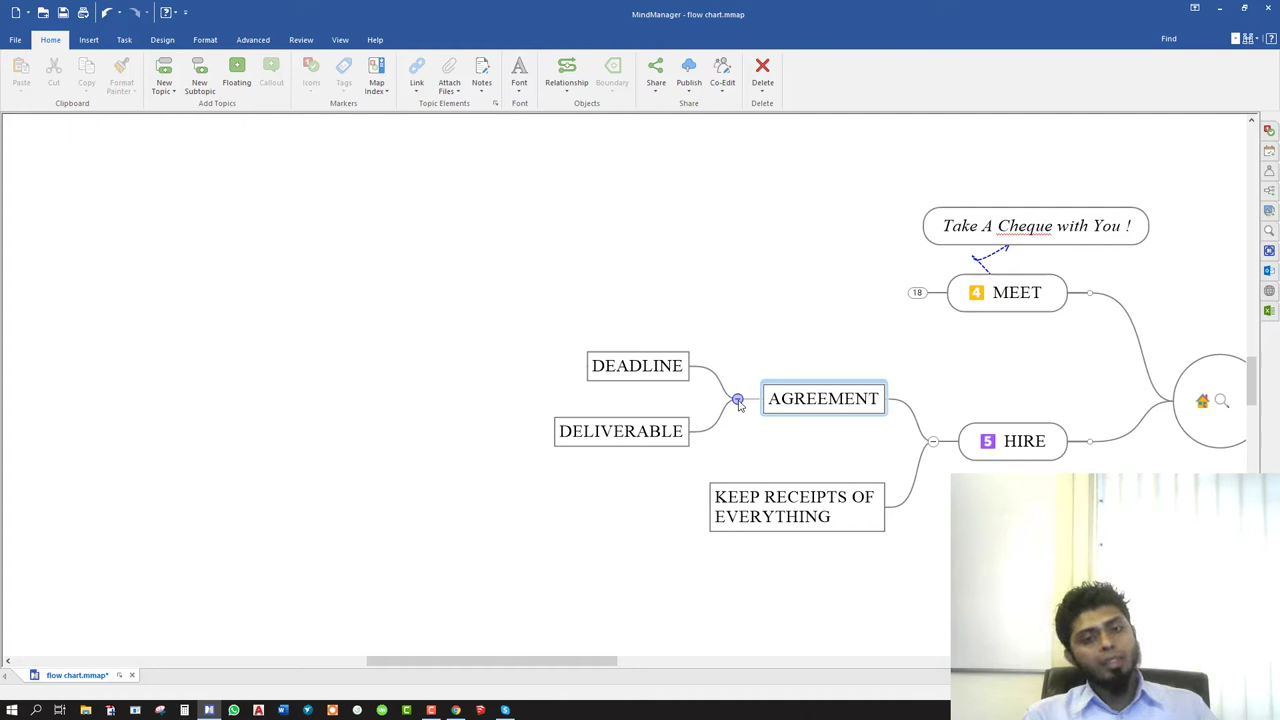 MindManager - flow chart.mmap
File Home Insert Task Design Format Advanced Review View Help Find
Paste Cut Copy Format Painter New Topic New Subtopic Floating Callout Icons Tags Map Index Link Attach Files Notes Font Relationship Boundary Share Publish Co-Edit Delete
Clipboard Add Topics Markers Topic Elements Font Objects Share Delete
Take A Cheque with You !
18 4 MEET
DEADLINE
AGREEMENT
DELIVERABLE
5 HIRE
KEEP RECEIPTS OF
EVERYTHING
flow chart.mmap*